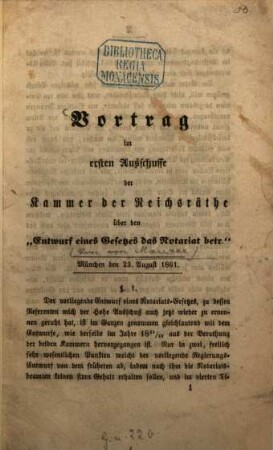 BIBLIOTHECA
REGIA
MONACENSIS
Vortrag
im
ersten Ausschusse
der
Kammer der Reichsräthe
über den
„Entwurf eines Gesetzes das Notariat betr."
München den 23. August 1861.
§. 1.
Der vorliegende Entwurf eines Notariats-Gesetzes, zu dessen
Referenten mich der Hohe Ausschuß auch jetzt wieder zu er-
nennen geruht hat, ist im Ganzen genommen gleichlautend mit dem
Entwurfe, wie derselbe im Jahre 18 aus der Berathung
der beiden Kammern hervorgegangen ist. Nur in zwei, freilich
sehr wesentlichen Punkten weicht der vorliegende Regierungs-
Entwurf von dem früheren ab, indem nach ihm die Notariats-
beamten keinen fixen Gehalt erhalten sollen, und im vierten Ti-
1